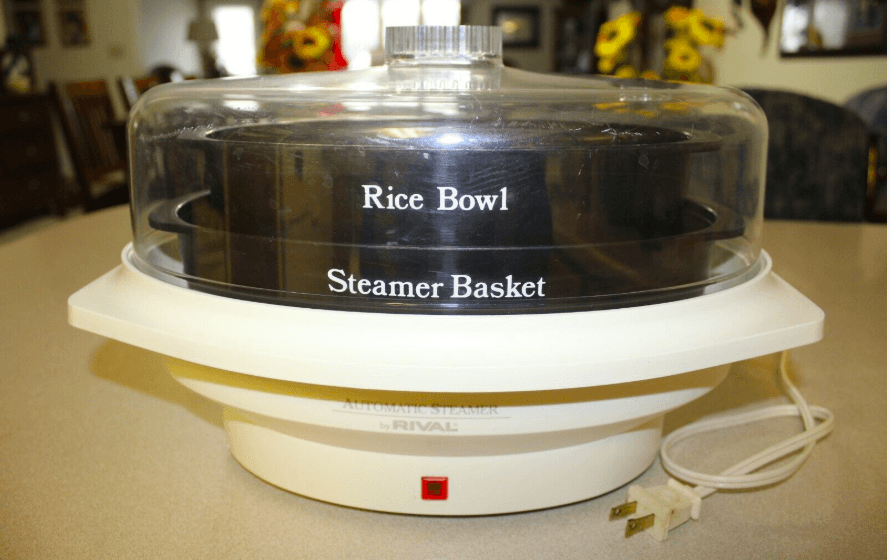 Rice Bowl
Steamer Basket
AUTOMATIC STEAMER
by RIVAL